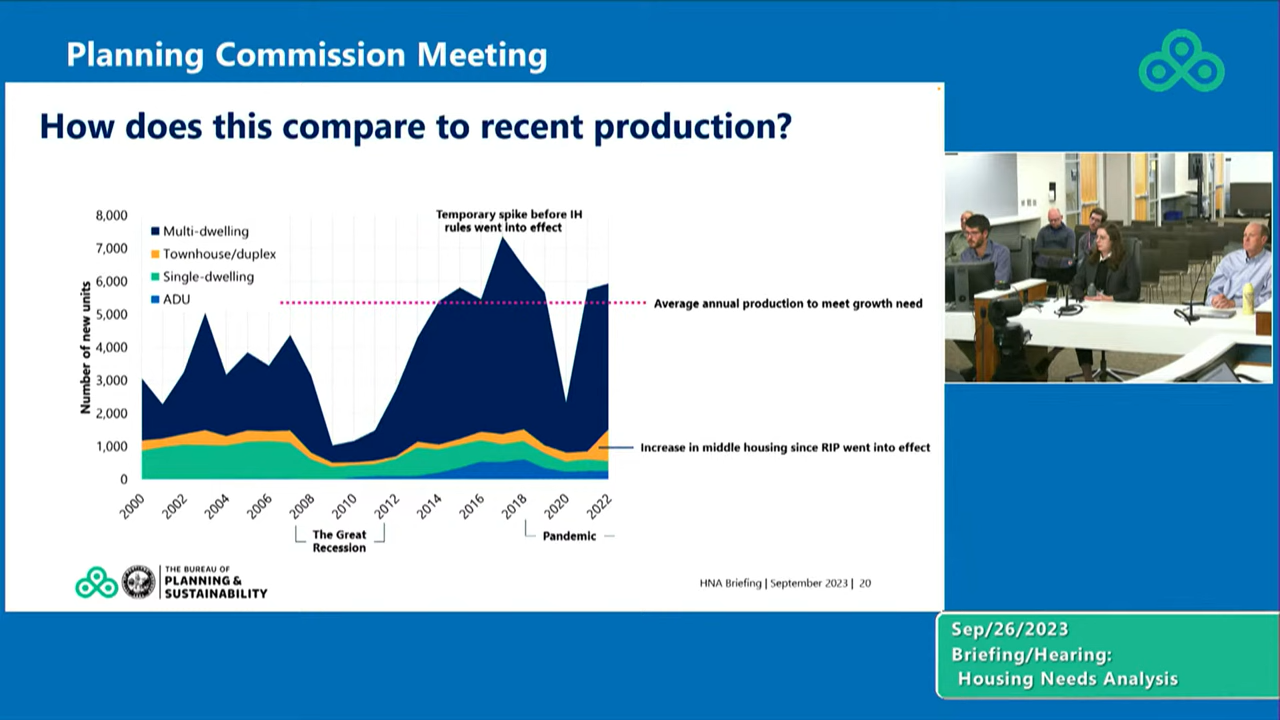 Planning Commission Meeting
How does this compare to recent production?
8,000
7,000
6,000
5,000
4,000
3,000
2,000
1,000
0
Number of new units
Multi-dwelling
Townhouse/duplex
Single-dwelling
ADU
Temporary spike before IH
rules went into effect
Average annual production to meet growth need
Increase in middle housing since RIP went into effect
2000
2002
2004
2006
2008
2010
2012
2014
2016
2018
2020
2022
The Great
Recession
Pandemic
THE BUREAU OF
PLANNING &
SUSTAINABILITY
HNA Briefing | September 2023 | 20
Sep/26/2023
Briefing/Hearing:
Housing Needs Analysis